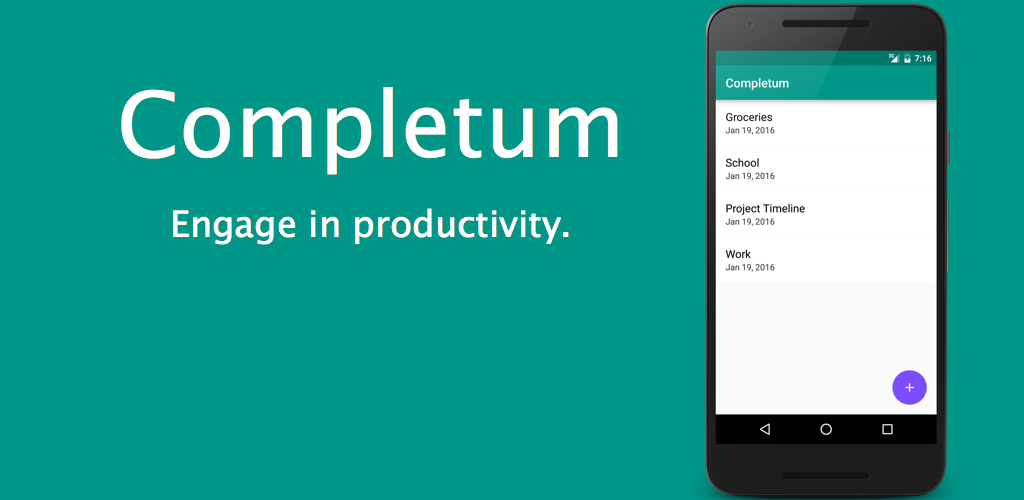 Completum
Engage in productivity.
3G 7:16
Completum
Groceries
Jan 19, 2016
School
Jan 19, 2016
Project Timeline
Jan 19, 2016
Work
Jan 19, 2016
+